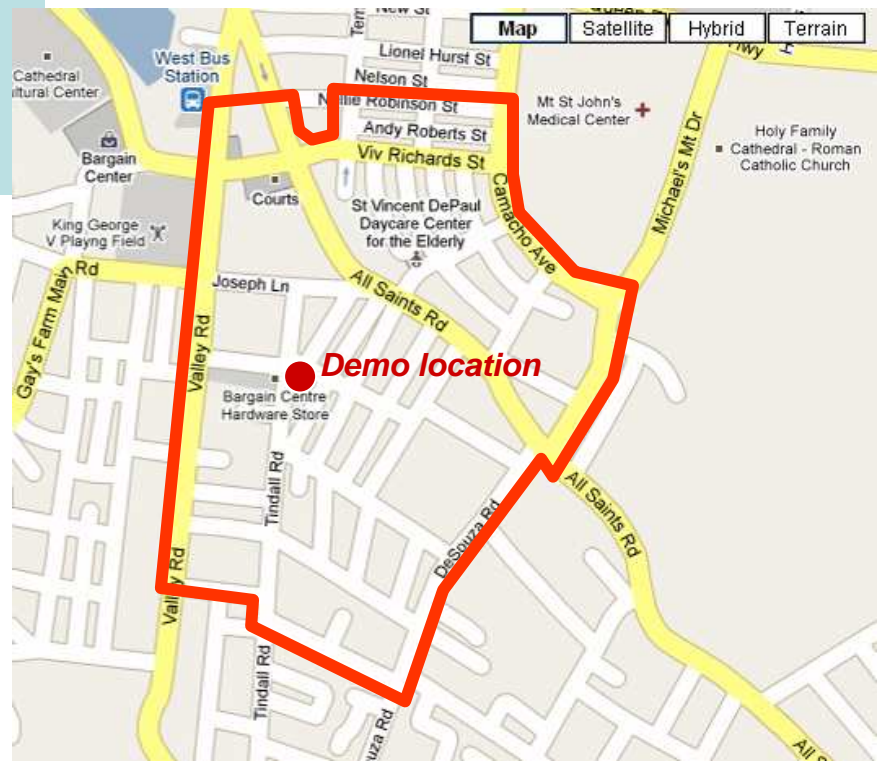 New St
Map
Satellite
Hybrid
Terrain
Hwy
West Bus
Station
Lionel Hurst St
Nelson St
Cathedral
ltural Center
Nellie Robinson St
Mt St John's
Medical Center
Michael's Mt Dr
Andy Roberts St
Holy Family
Cathedral - Roman
Catholic Church
Bargain
Center
Viv Richards St
Courts
Camacho Ave
St Vincent DePaul
Daycare Center
for the Elderly
King George
V Playng Field
Gay's Farm Main Rd
Joseph Ln
All Saints Rd
Valley Rd
Demo location
Bargain Centre
Hardware Store
Tindall Rd
All Saints Rd
DeSouza Rd
Valley Rd
Tindall Rd
uza Rd
All S